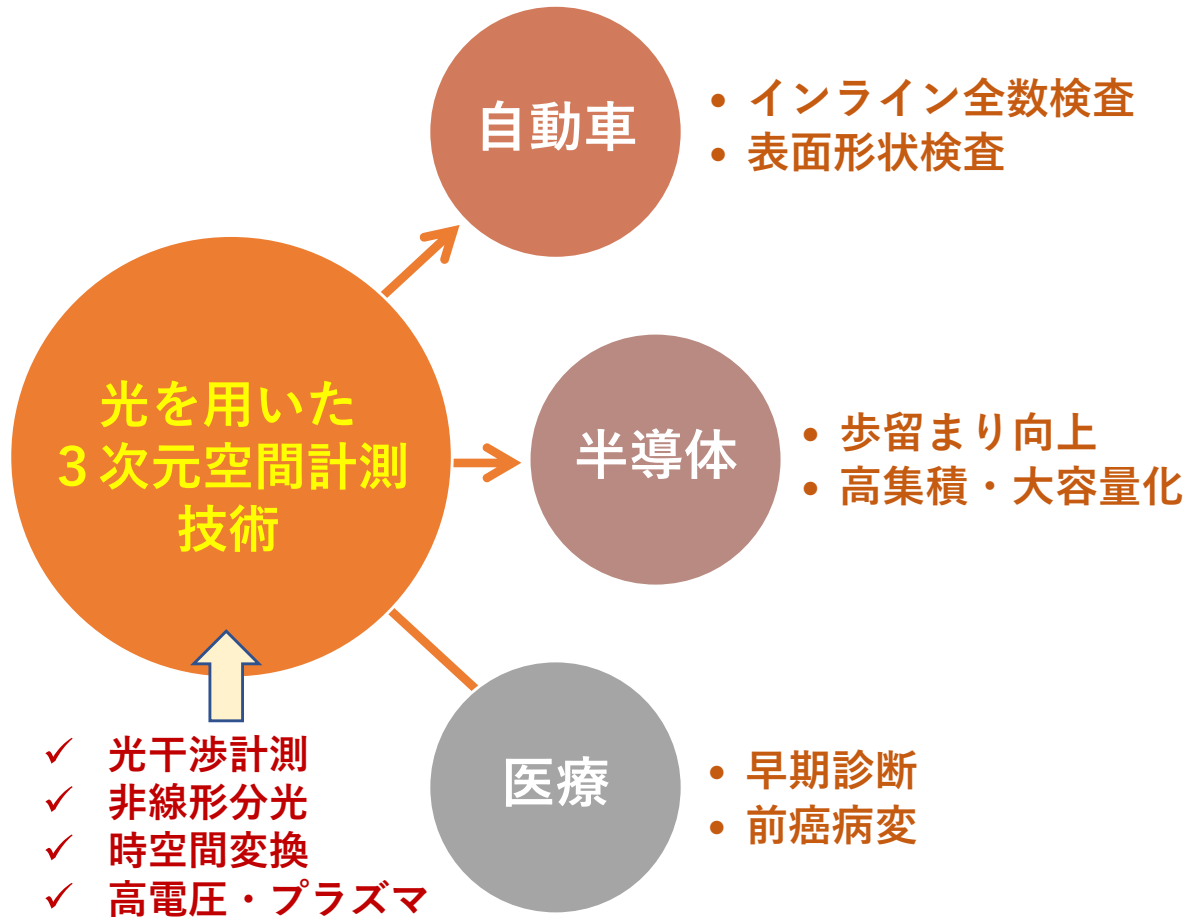 自動車
• インライン全数検査
• 表面形状検査
光を用いた
３次元空間計測
技術
半導体
• 歩留まり向上
• 高集積・大容量化
✓ 光干渉計測
✓ 非線形分光
✓ 時空間変換
✓ 高電圧・プラズマ
医療
• 早期診断
• 前癌病変